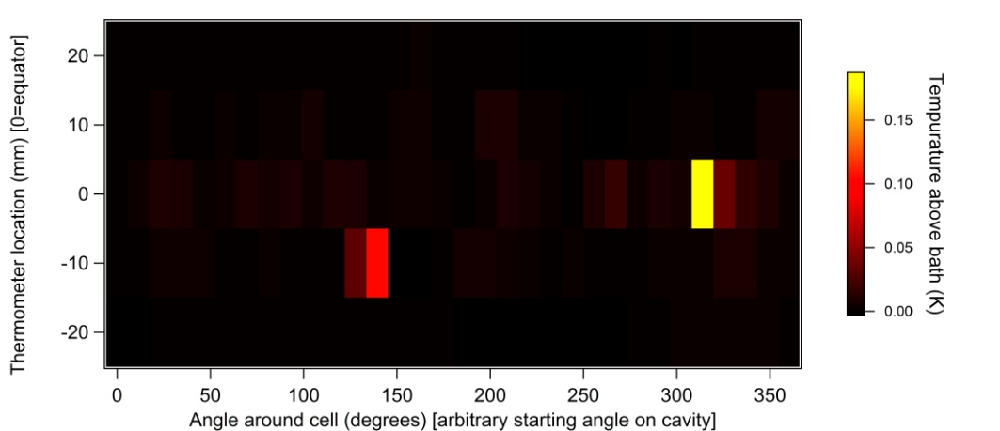 Thermometer location (mm) [0=equator]
20
10
0
-10
-20
0 50 100 150 200 250 300 350
Angle around cell (degrees) [arbitrary starting angle on cavity]
0.15
0.10
0.05
0.00
Tempurature above bath (K)